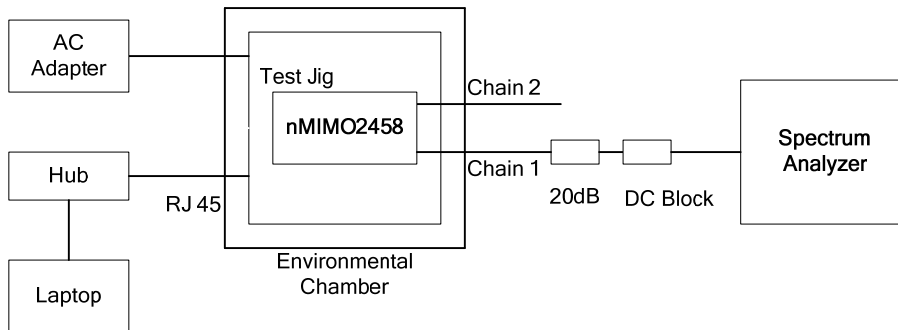 AC
Adapter
Test Jig
nMIMO2458
Chain 2
Chain 1
Spectrum
Analyzer
Hub
RJ 45
20dB
DC Block
Environmental
Chamber
Laptop